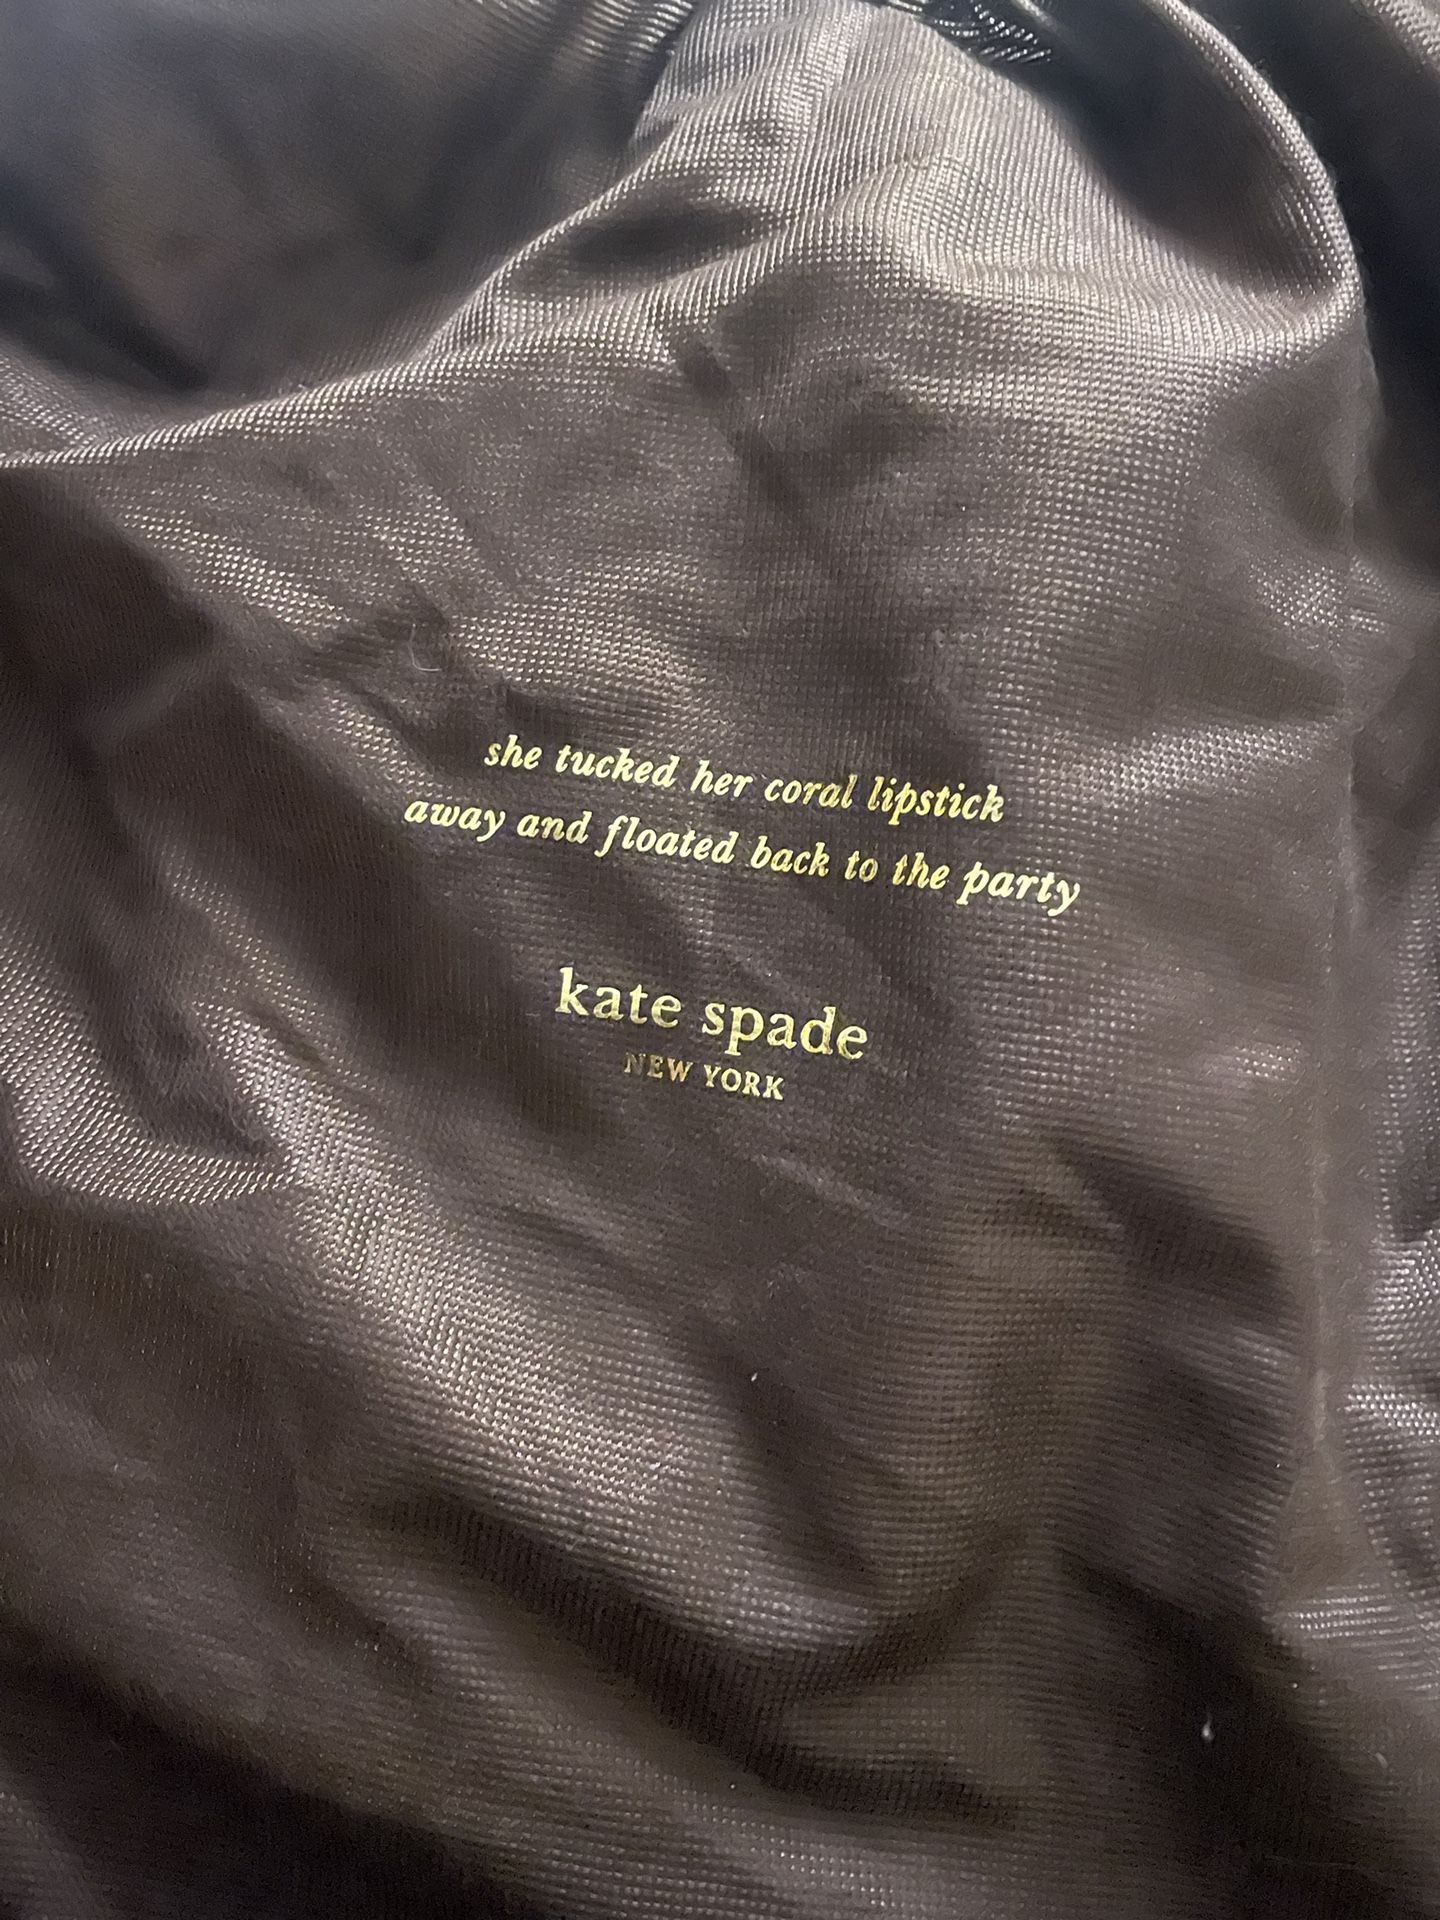 she tucked her coral lipstick
away and floated back to the party
kate spade
NEW YORK